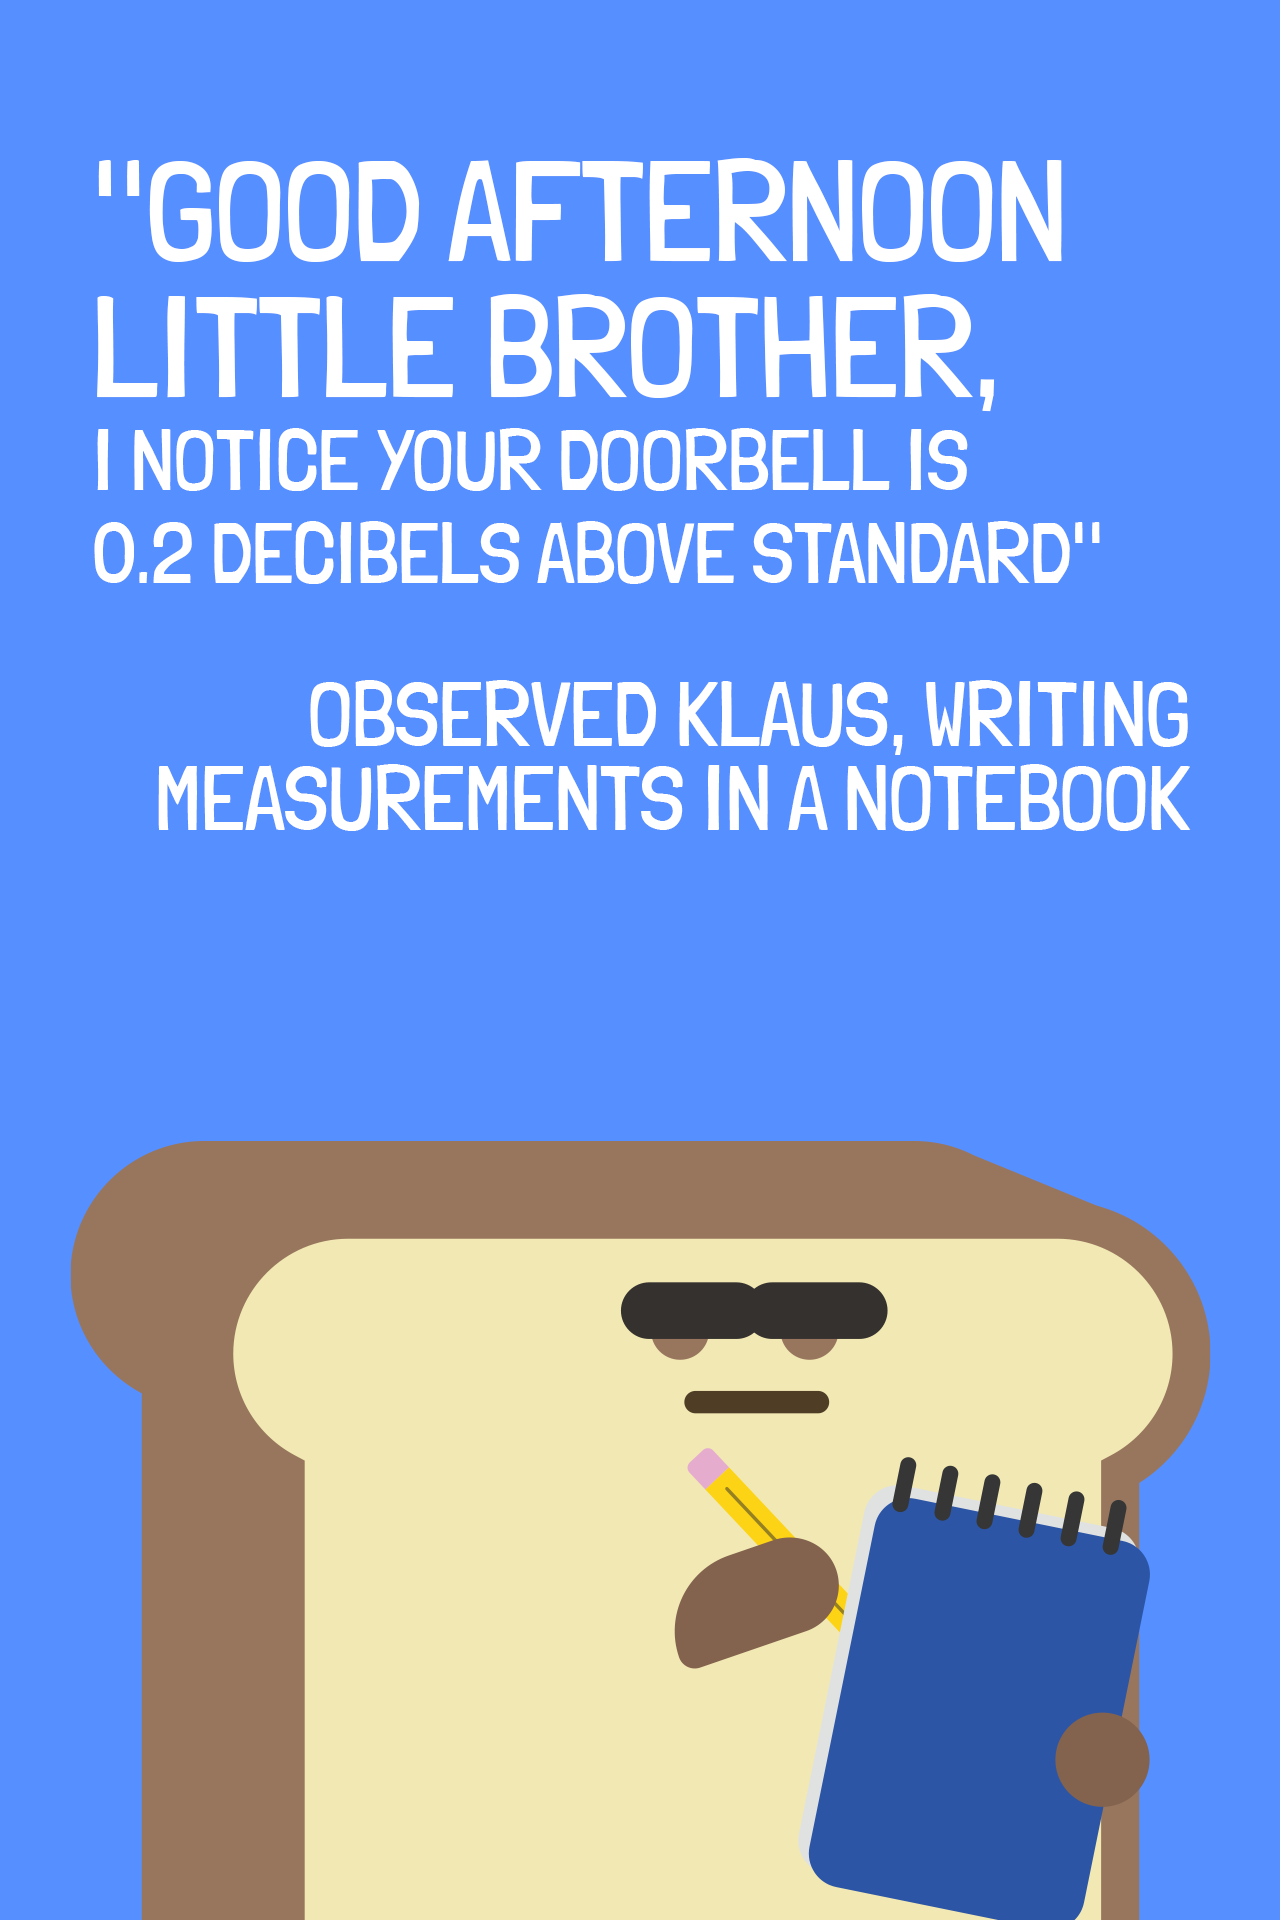 "GOOD AFTERNOON
LITTLE BROTHER,
I NOTICE YOUR DOORBELL IS
0.2 DECIBELS ABOVE STANDARD"
OBSERVED KLAUS, WRITING
MEASUREMENTS IN A NOTEBOOK